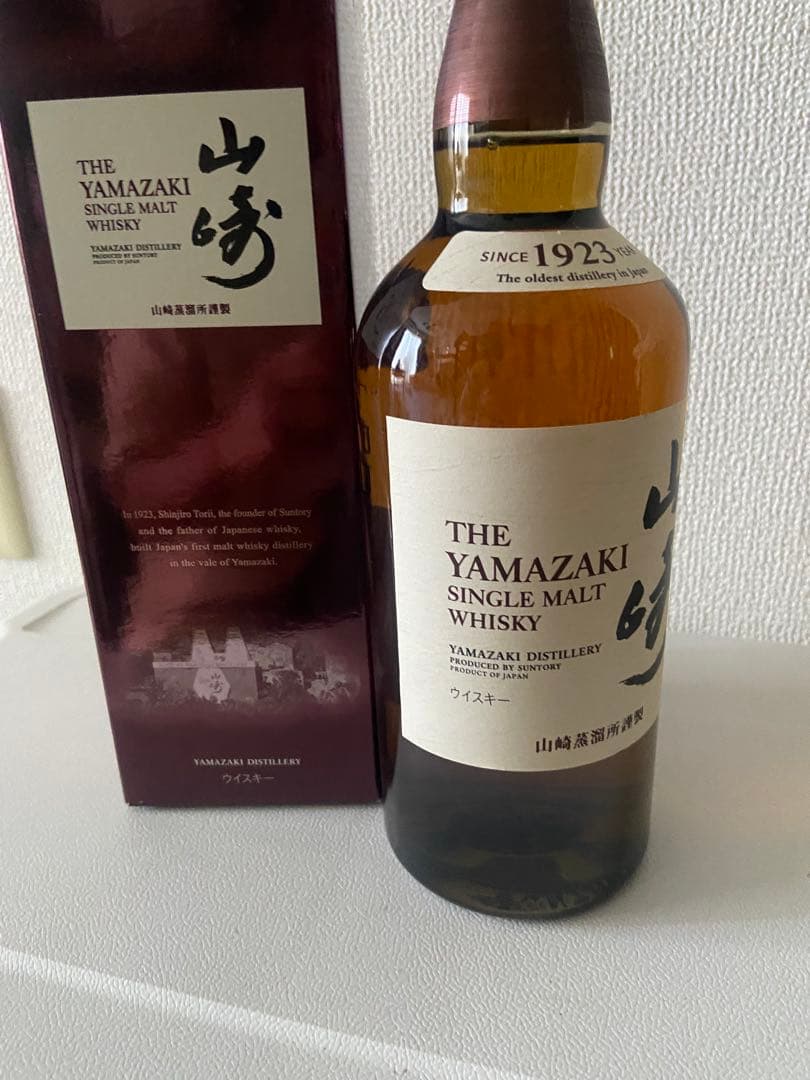 THE
YAMAZAKI
SINGLE MALT
WHISKY
YAMAZAKI DISTILLERY
PRODUCED BY SUNTORY
PRODUCT OF JAPAN
山崎
山崎蒸溜所謹製
In 1923, Shinjiro Torii, the founder of Suntory
and the father of Japanese whisky,
built Japan's first malt whisky distillery
in the vale of Yamazaki.
山崎
YAMAZAKI DISTILLERY
ウイスキー
SINCE 1923 YEAR
The oldest distillery in Japan
THE
YAMAZAKI
SINGLE MALT
WHISKY
YAMAZAKI DISTILLERY
PRODUCED BY SUNTORY
PRODUCT OF JAPAN
ウイスキー
山崎
山崎蒸溜所謹製